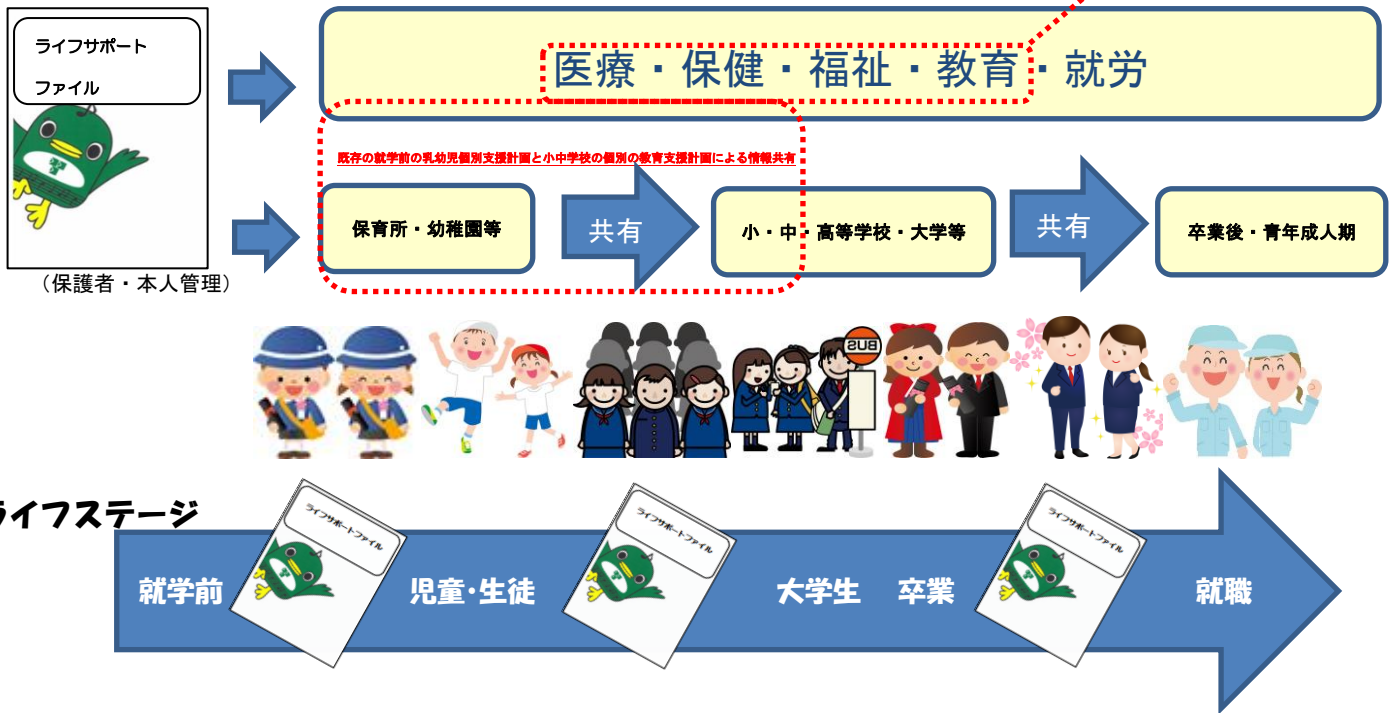 ライフサポート
ファイル
医療・保健・福祉・教育・就労
既存の就学前の乳幼児個別支援計画と小中学校の個別の教育支援計画による情報共有
保育所・幼稚園等
共有
小・中・高等学校・大学等
共有
卒業後・青年成人期
(保護者・本人管理)
BUS
ライフステージ
ライフサポートファイル
ライフサポートファイル
ライフサポートファイル
就学前
児童・生徒
大学生 卒業
就職